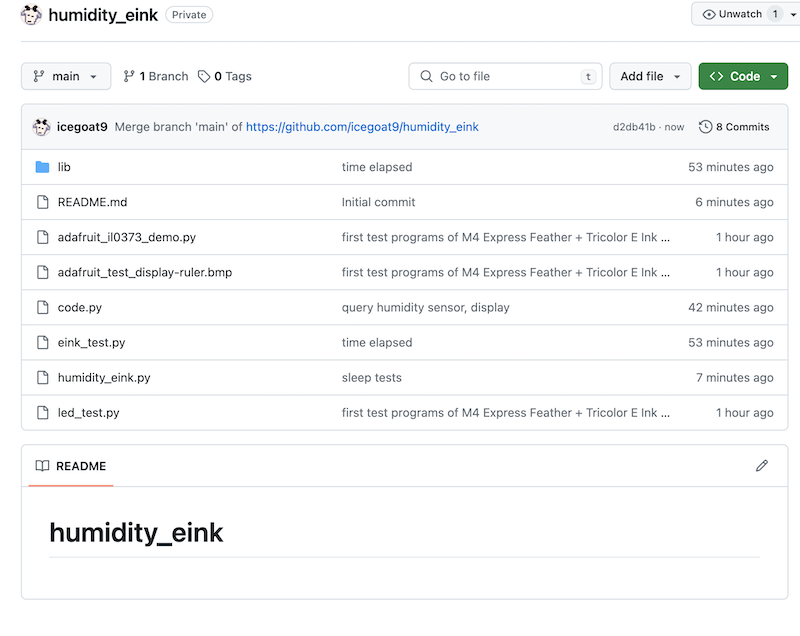 humidity_eink Private Unwatch 1
main 1 Branch 0 Tags Go to file t Add file <> Code
icegoat9 Merge branch 'main' of https://github.com/icegoat9/humidity_eink d2db41b · now 8 Commits
lib time elapsed 53 minutes ago
README.md Initial commit 6 minutes ago
adafruit_il0373_demo.py first test programs of M4 Express Feather + Tricolor E Ink ... 1 hour ago
adafruit_test_display-ruler.bmp first test programs of M4 Express Feather + Tricolor E Ink ... 1 hour ago
code.py query humidity sensor, display 42 minutes ago
eink_test.py time elapsed 53 minutes ago
humidity_eink.py sleep tests 7 minutes ago
led_test.py first test programs of M4 Express Feather + Tricolor E Ink ... 1 hour ago
README
humidity_eink